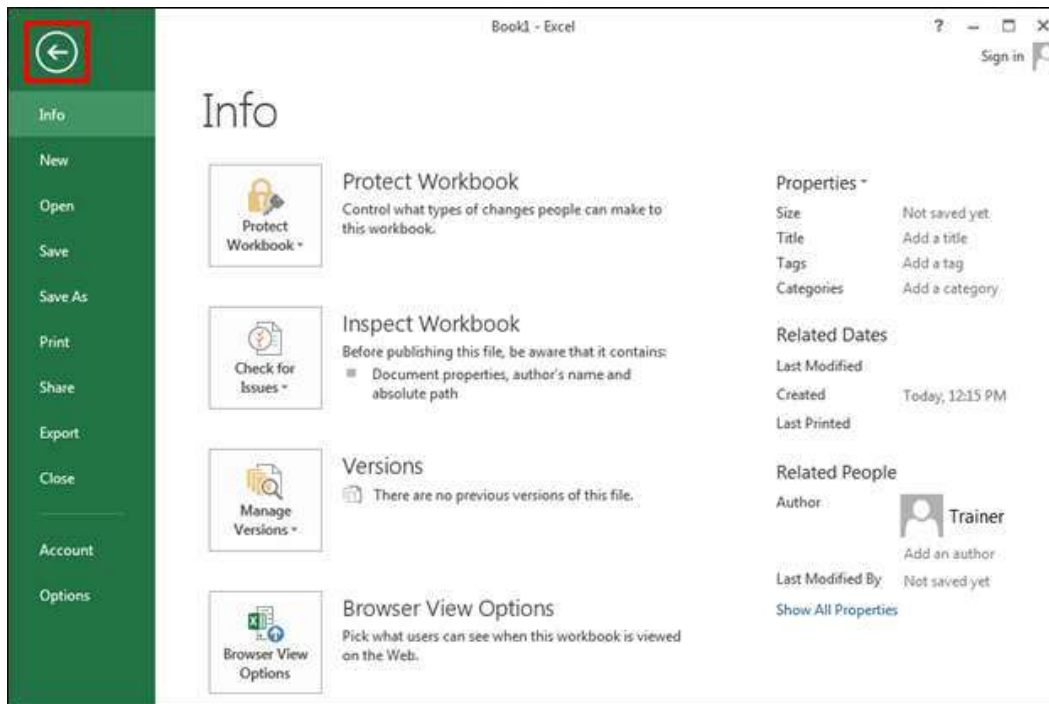 Book1 - Excel
?
Sign in
Info
New
Open
Save
Save As
Print
Share
Export
Close
Account
Options
Info
Protect
Workbook
Protect Workbook
Control what types of changes people can make to
this workbook.
Check for
Issues
Inspect Workbook
Before publishing this file, be aware that it contains:
Document properties, author's name and
absolute path
Manage
Versions
Versions
There are no previous versions of this file.
Browser View
Options
Browser View Options
Pick what users can see when this workbook is viewed
on the Web.
Properties
Size Not saved yet
Title Add a title
Tags Add a tag
Categories Add a category
Related Dates
Last Modified
Created Today, 12:15 PM
Last Printed
Related People
Author Trainer
Add an author
Last Modified By Not saved yet
Show All Properties